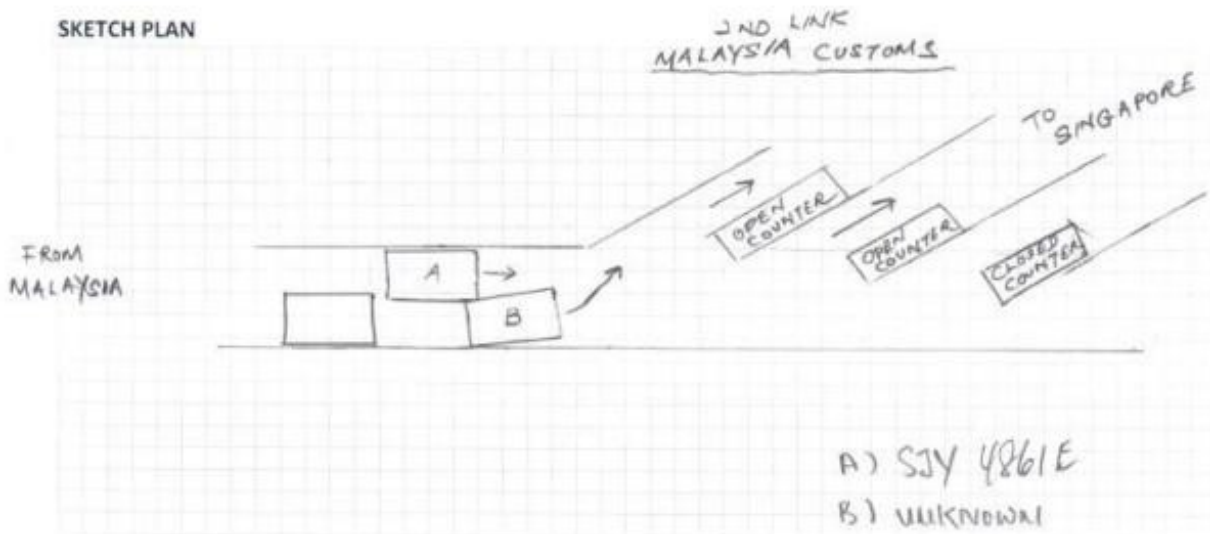 SKETCH PLAN
2ND LINK
MALAYSIA CUSTOMS
TO
SINGAPORE
OPEN
COUNTER
OPEN
COUNTER
CLOSED
COUNTER
FROM
MALAYSIA
A
B
A) SJY 4861E
B) UNKNOWN